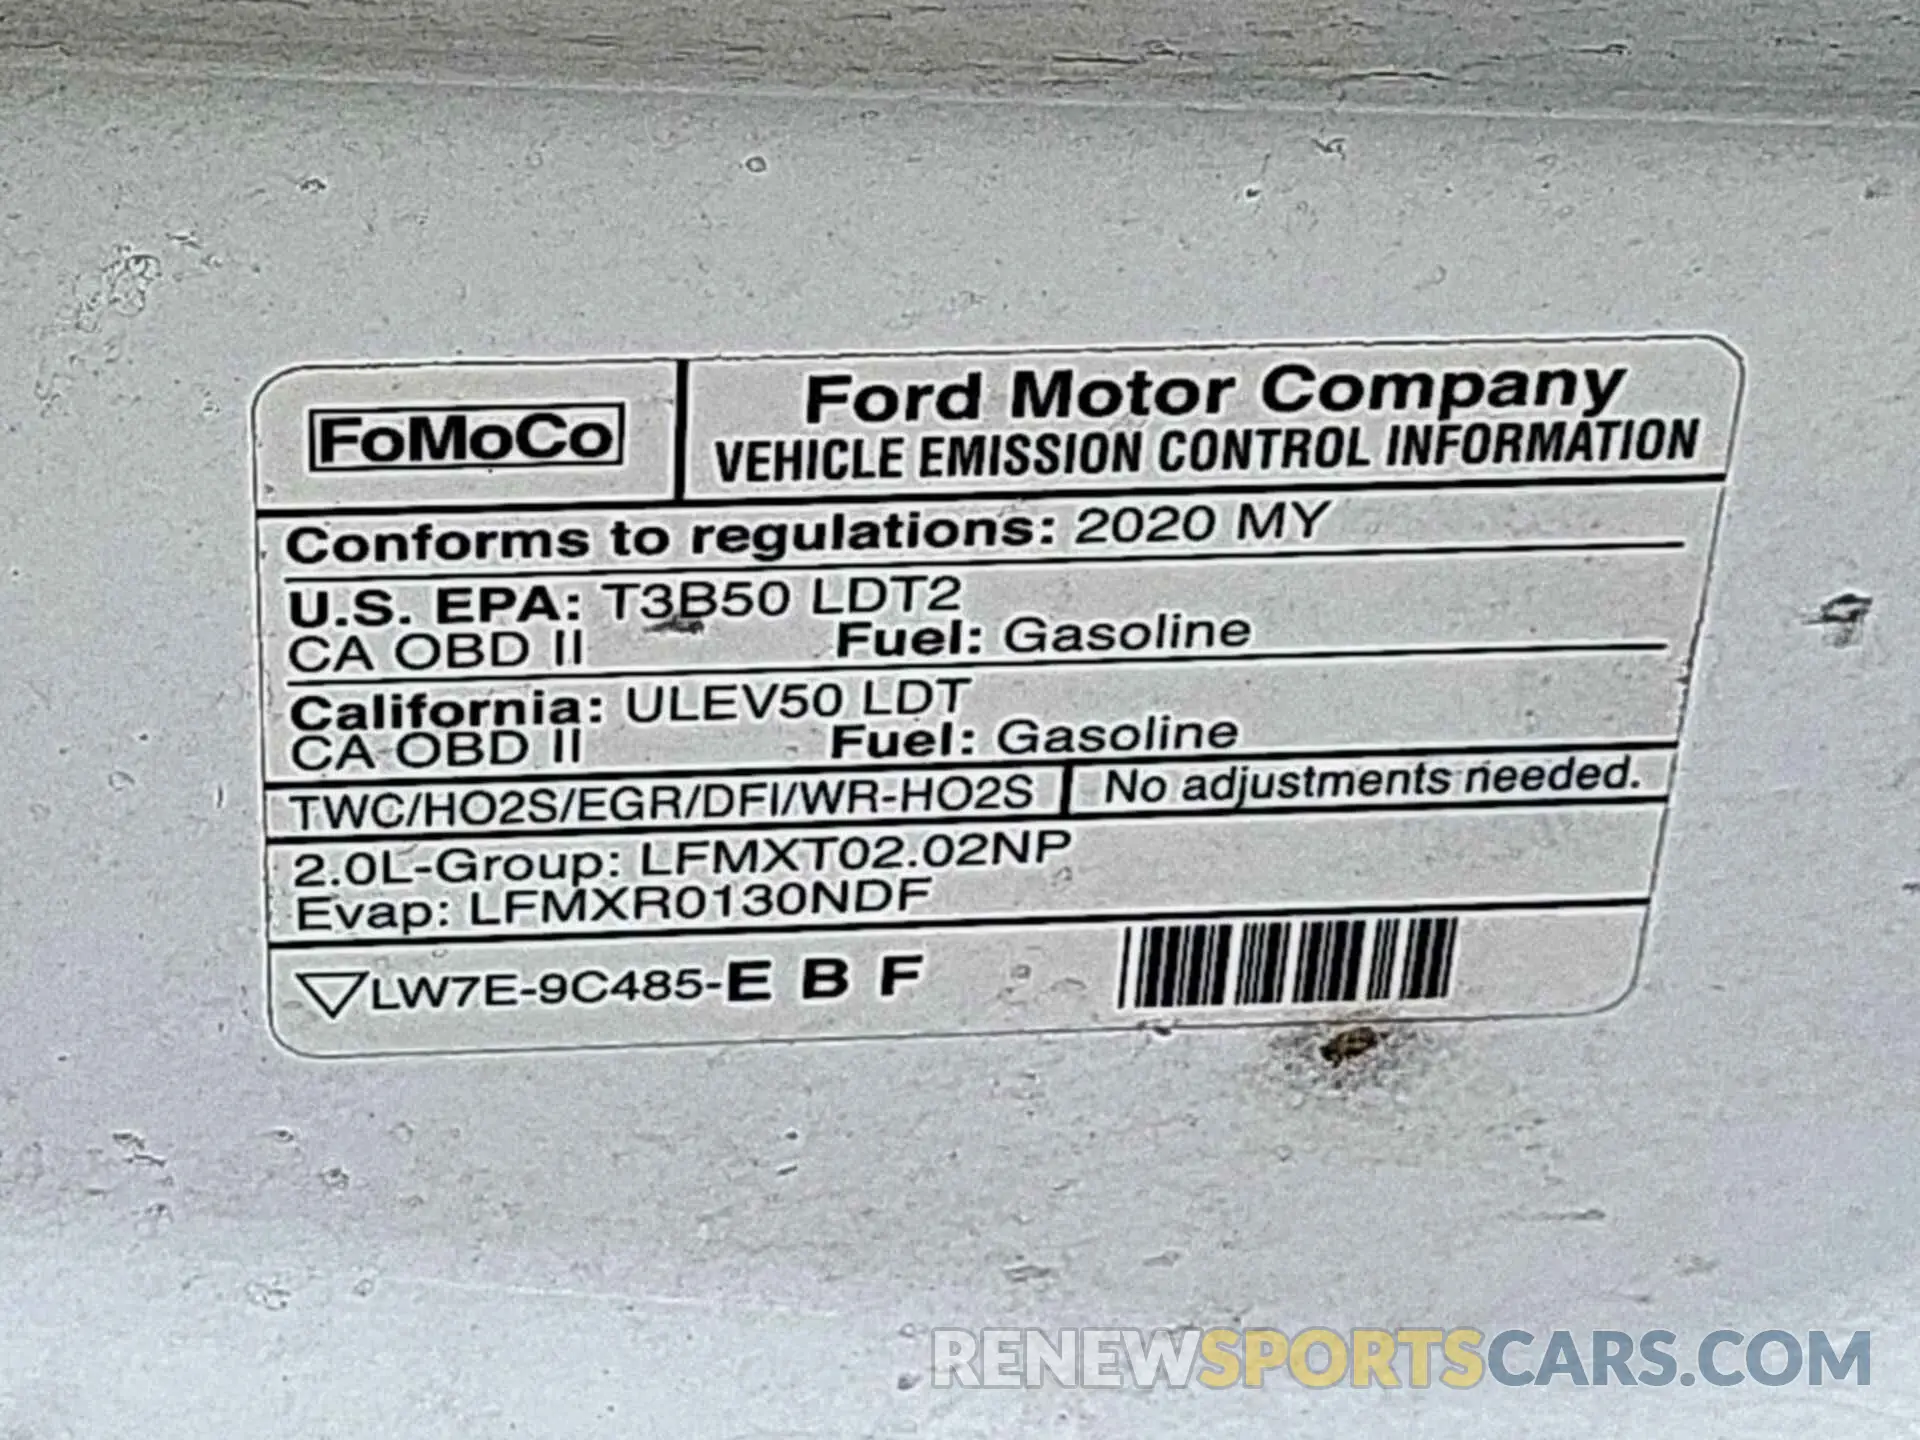 FoMoCo
Ford Motor Company
VEHICLE EMISSION CONTROL INFORMATION
Conforms to regulations: 2020 MY
U.S. EPA: T3B50 LDT2
CA OBD II Fuel: Gasoline
California: ULEV50 LDT
CA OBD II Fuel: Gasoline
TWC/HO2S/EGR/DFI/WR-HO2S No adjustments needed.
2.0L-Group: LFMXT02.02NP
Evap: LFMXR0130NDF
LW7E-9C485-E B F
RENEWSPORTSCARS.COM